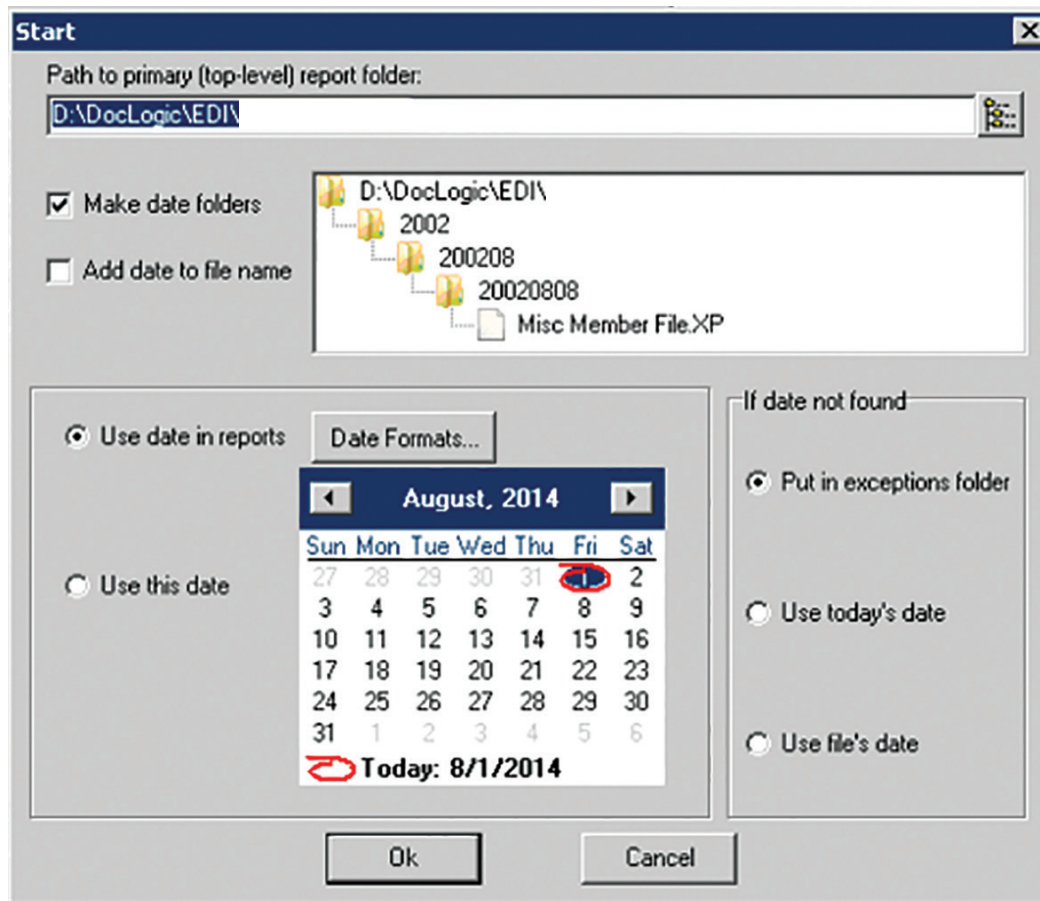 Start
Path to primary (top-level) report folder:
D:\DocLogic\EDI\
Make date folders
Add date to file name
D:\DocLogic\EDI\
2002
200208
20020808
Misc Member File.XP
Use date in reports
Date Formats...
August, 2014
Sun Mon Tue Wed Thu Fri Sat
27 28 29 30 31 1 2
3 4 5 6 7 8 9
10 11 12 13 14 15 16
17 18 19 20 21 22 23
24 25 26 27 28 29 30
31 1 2 3 4 5 6
Today: 8/1/2014
Use this date
If date not found
Put in exceptions folder
Use today's date
Use file's date
Ok
Cancel